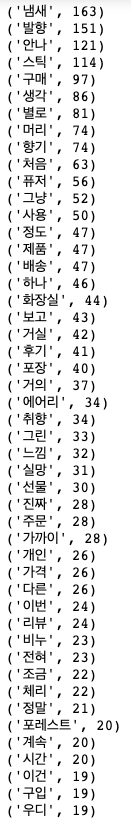 ('냄새', 163)
('발향', 151)
('안나', 121)
('스틱', 114)
('구매', 97)
('생각', 86)
('별로', 81)
('머리', 74)
('향기', 74)
('처음', 63)
('퓨저', 56)
('그냥', 52)
('사용', 50)
('정도', 47)
('제품', 47)
('배송', 47)
('하나', 46)
('화장실', 44)
('보고', 43)
('거실', 42)
('후기', 41)
('포장', 40)
('거의', 37)
('에어리', 34)
('취향', 34)
('그린', 33)
('느낌', 32)
('실망', 31)
('선물', 30)
('진짜', 28)
('주문', 28)
('가까이', 28)
('개인', 26)
('가격', 26)
('다른', 26)
('이번', 24)
('리뷰', 24)
('비누', 23)
('전혀', 23)
('조금', 22)
('체리', 22)
('정말', 21)
('포레스트', 20)
('계속', 20)
('시간', 20)
('이건', 19)
('구입', 19)
('우디', 19)